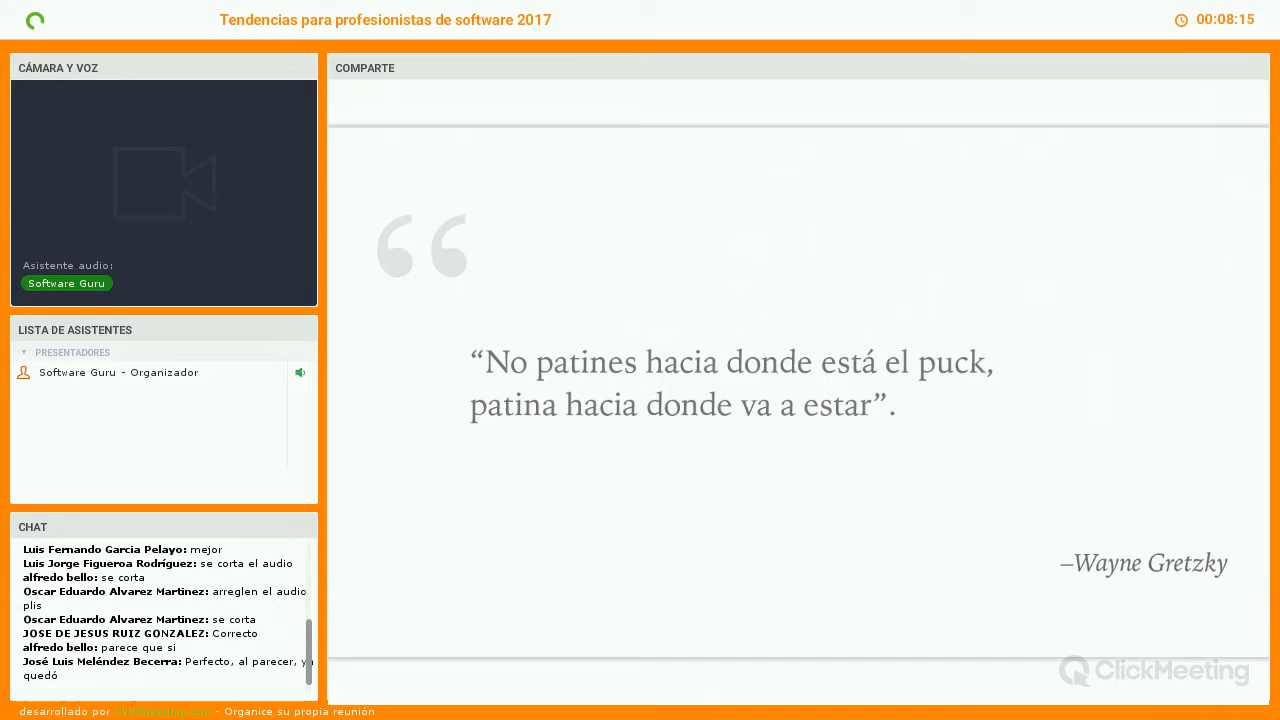 Tendencias para profesionistas de software 2017
00:08:15
CÁMARA Y VOZ
Asistente audio:
Software Guru
LISTA DE ASISTENTES
PRESENTADORES
Software Guru - Organizador
CHAT
Luis Fernando Garcia Pelayo: mejor
Luis Jorge Figueroa Rodríguez: se corta el audio
alfredo bello: se corta
Oscar Eduardo Alvarez Martinez: arreglen el audio
plis
Oscar Eduardo Alvarez Martinez: se corta
JOSE DE JESUS RUIZ GONZALEZ: Correcto
alfredo bello: parece que si
José Luis Meléndez Becerra: Perfecto, al parecer, ya
quedó
COMPARTE
“
“No patines hacia donde está el puck,
patina hacia donde va a estar”.
–Wayne Gretzky
ClickMeeting
desarrollado por ClickMeeting.com - Organice su propia reunión